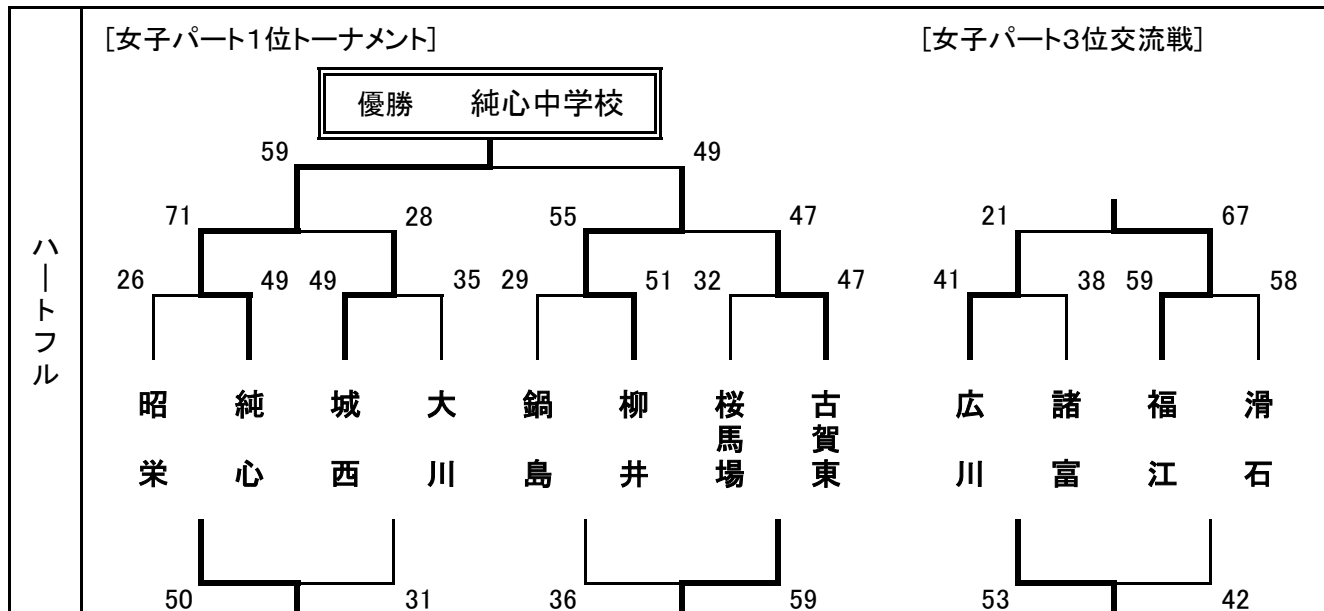 [女子パート1位トーナメント] [女子パート3位交流戦]
優勝 純心中学校
59 49
71 28 55 47 21 67
26 49 49 35 29 51 32 47 41 38 59 58
ハートフル
昭栄 純心 城西 大川 鍋島 柳井 桜馬場 古賀東 広川 諸富 福江 滑石
50 31 36 59 53 42